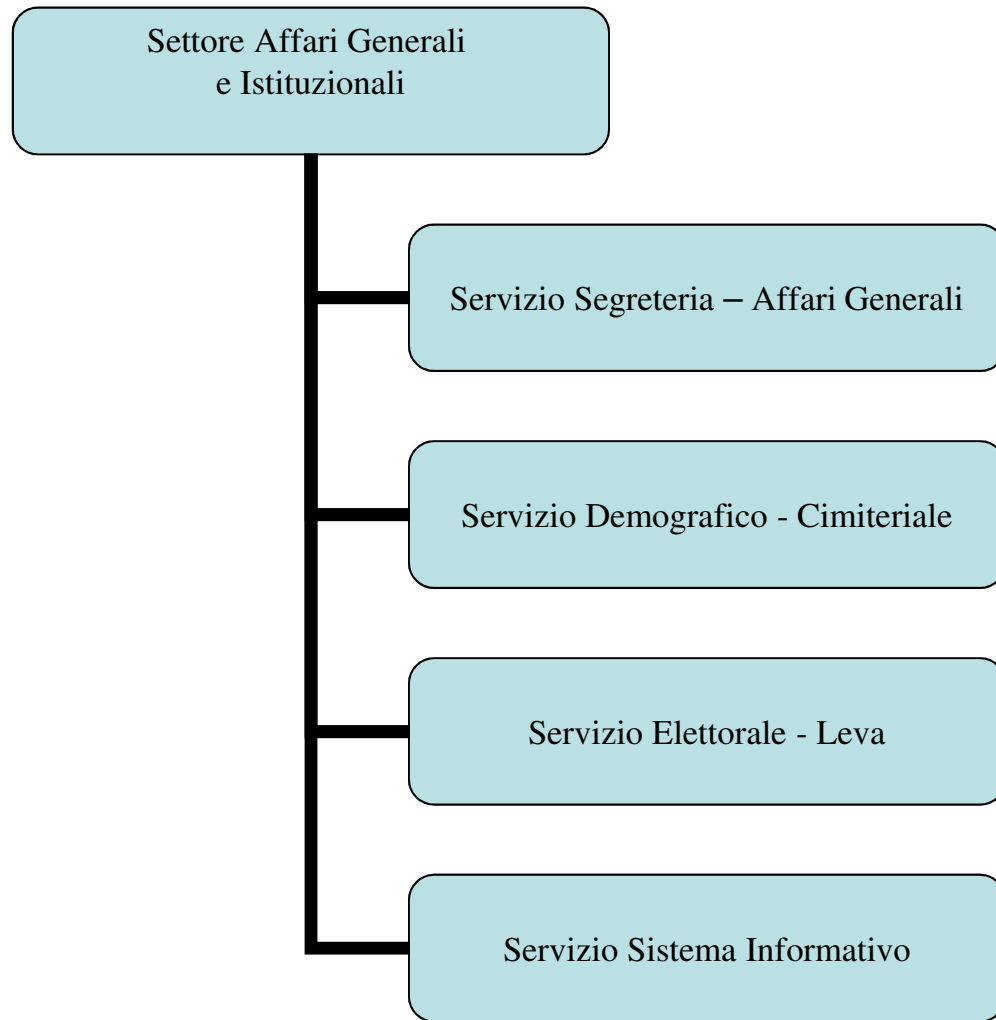 Settore Affari Generali
e Istituzionali
Servizio Segreteria – Affari Generali
Servizio Demografico - Cimiteriale
Servizio Elettorale - Leva
Servizio Sistema Informativo